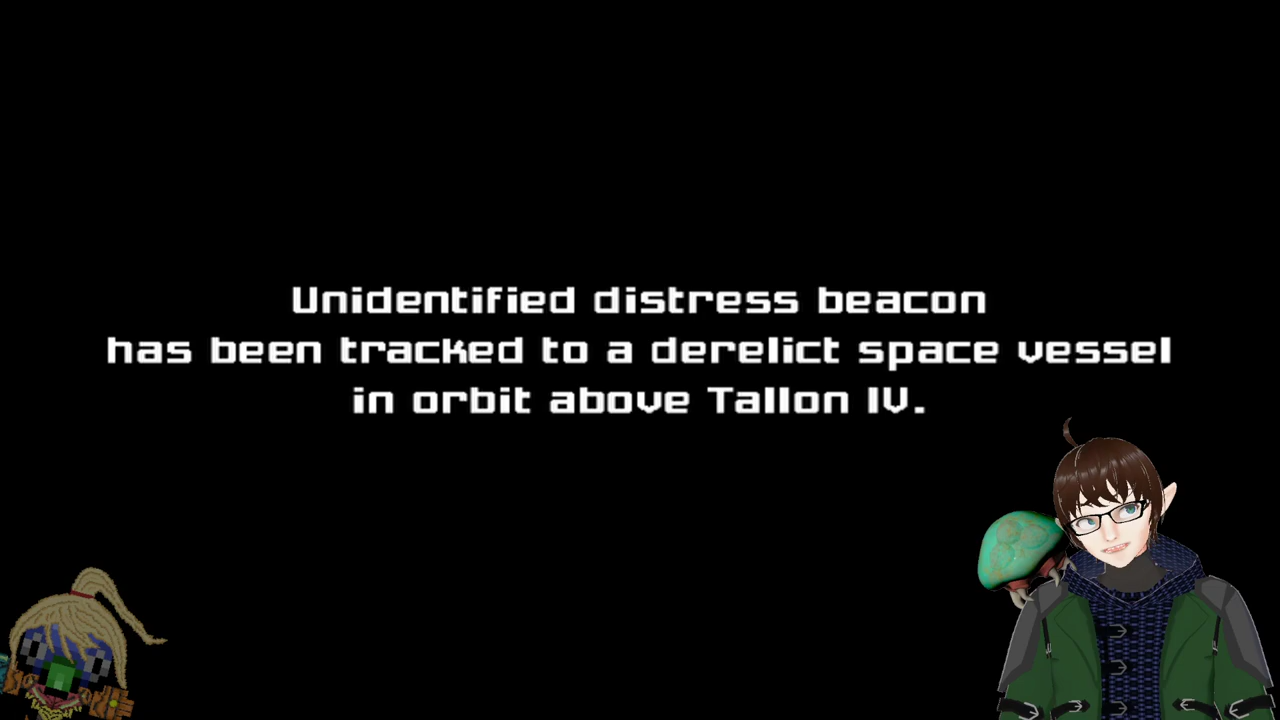 Unidentified distress beacon
has been tracked to a derelict space vessel
in orbit above Tallon IV.